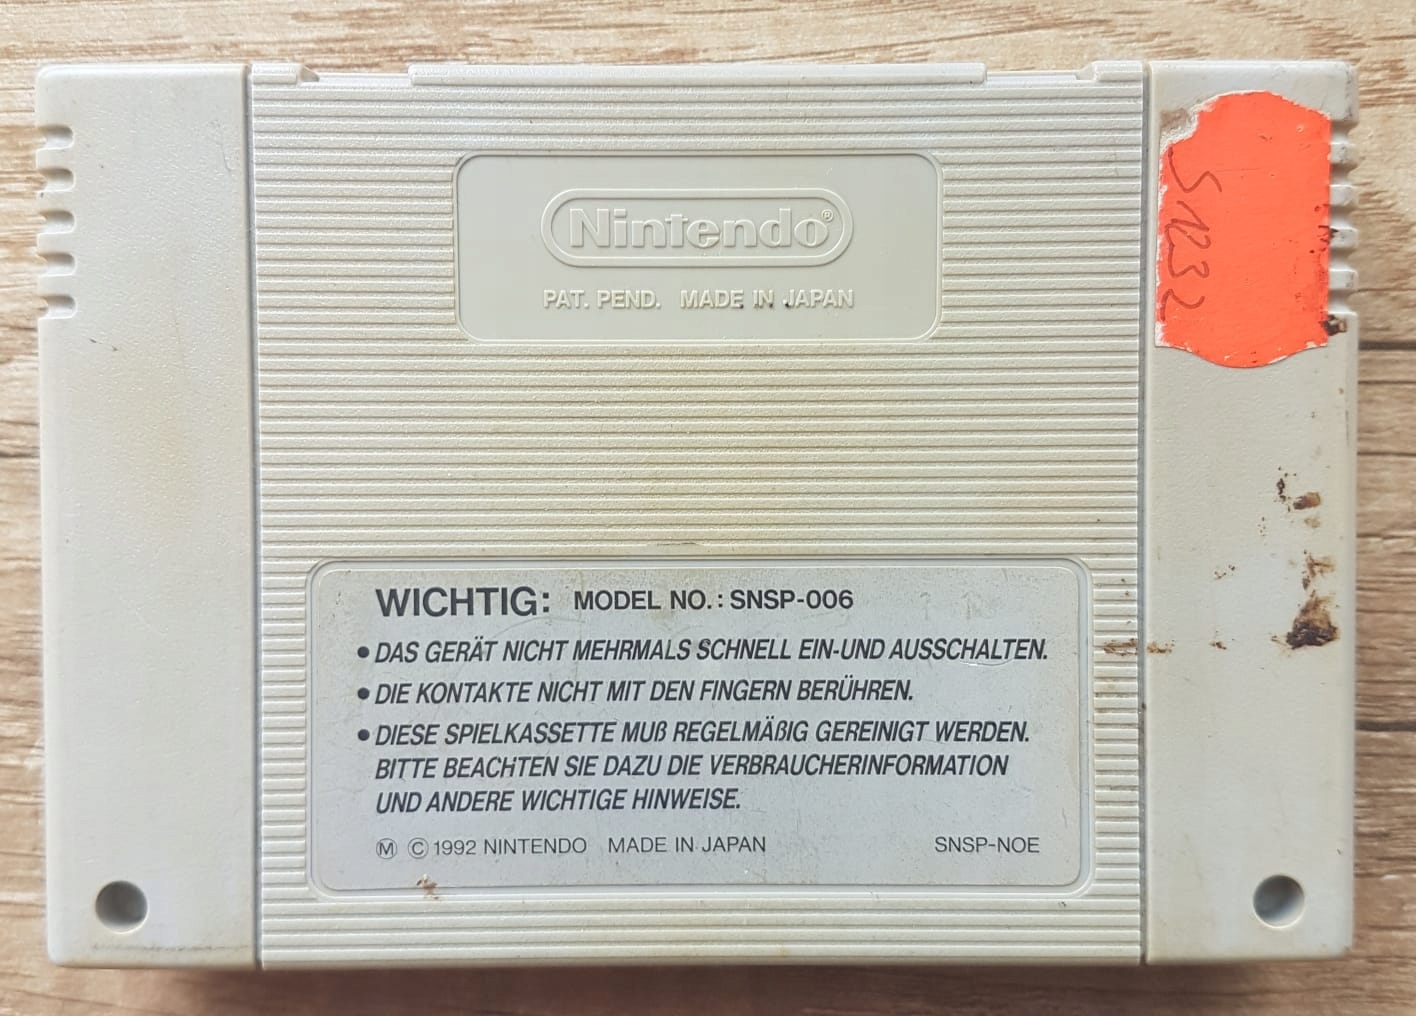 Nintendo®
PAT. PEND. MADE IN JAPAN
S1232
WICHTIG: MODEL NO.: SNSP-006
• DAS GERÄT NICHT MEHRMALS SCHNELL EIN-UND AUSSCHALTEN.
• DIE KONTAKTE NICHT MIT DEN FINGERN BERÜHREN.
• DIESE SPIELKASSETTE MUß REGELMÄßIG GEREINIGT WERDEN.
BITTE BEACHTEN SIE DAZU DIE VERBRAUCHERINFORMATION
UND ANDERE WICHTIGE HINWEISE.
Ⓜ © 1992 NINTENDO MADE IN JAPAN SNSP-NOE